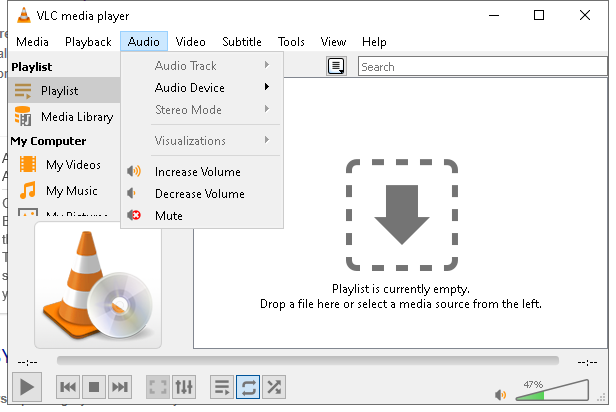 VLC media player
Media Playback Audio Video Subtitle Tools View Help
Playlist
Playlist
Media Library
My Computer
My Videos
My Music
My Pictures
Audio Track
Audio Device
Stereo Mode
Visualizations
Increase Volume
Decrease Volume
Mute
Search
Playlist is currently empty.
Drop a file here or select a media source from the left.
--:-- --:--
47%